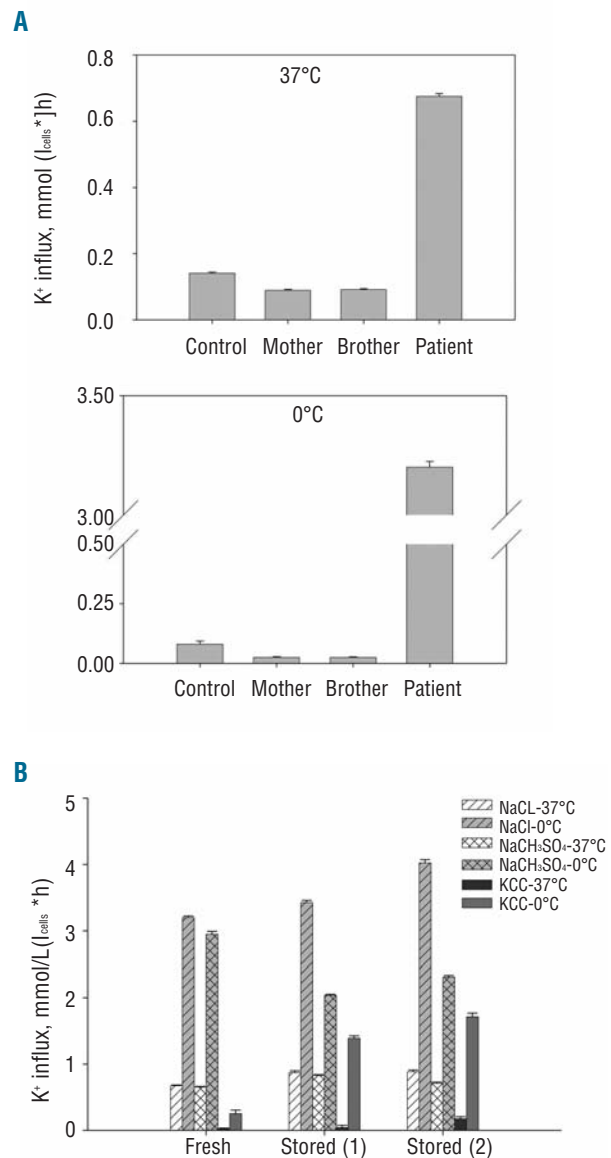 A
37°C
K⁺ influx, mmol (lcells*]h)
0.8
0.6
0.4
0.2
0.0
Control Mother Brother Patient
0°C
3.50
3.00
0.50
0.25
0.00
Control Mother Brother Patient
B
K⁺ influx, mmol/L(lcells *h)
5
4
3
2
1
0
NaCL-37°C
NaCl-0°C
NaCH₃SO₄-37°C
NaCH₃SO₄-0°C
KCC-37°C
KCC-0°C
Fresh Stored (1) Stored (2)